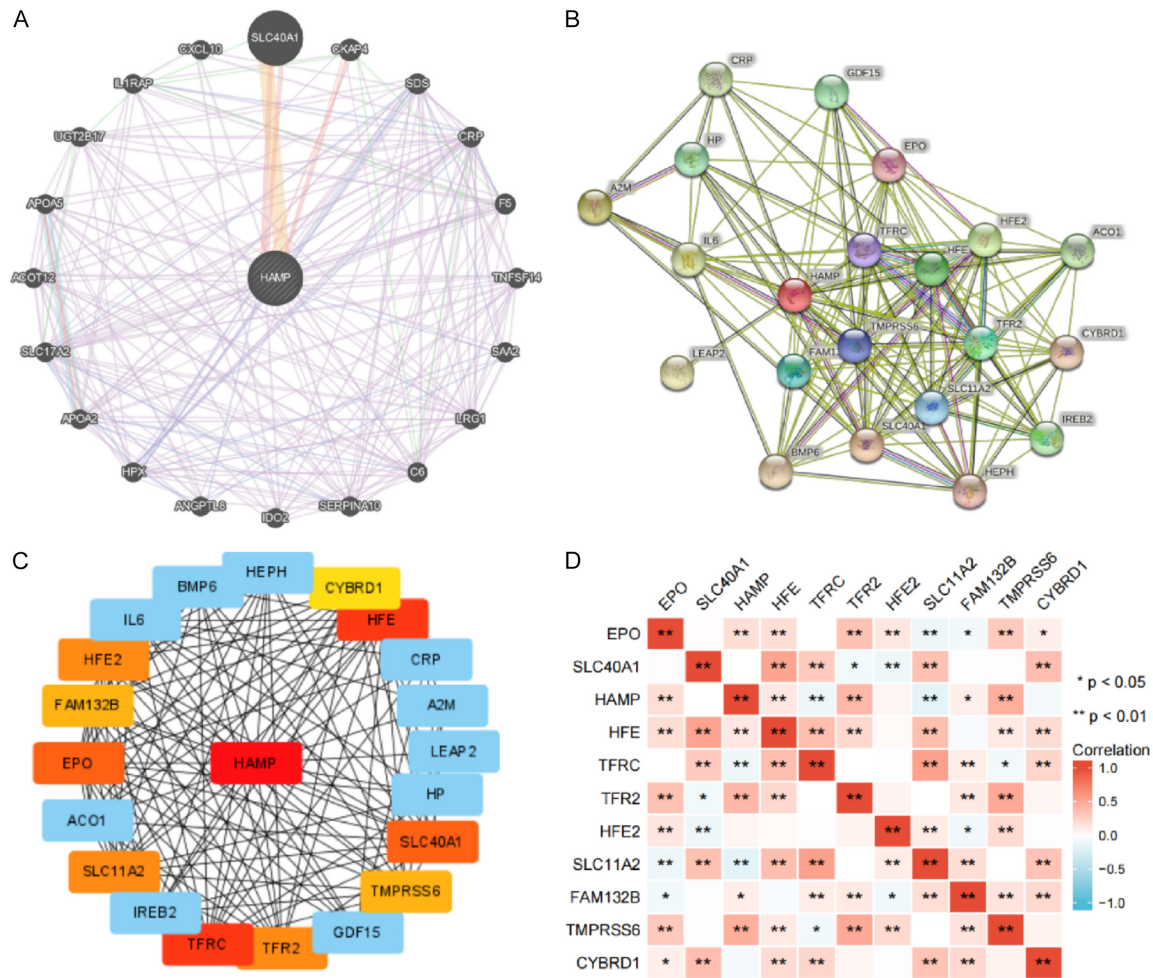 A
SLC40A1
CXCL10
CKAP4
IL1RAP
SDS
UGT2B17
CRP
APOA5
F5
ACOT12
HAMP
TNFSF14
SLC17A2
SAA2
APOA2
LRG1
HPX
C6
ANGPTL8
IDO2
SERPINA10
B
CRP
GDF15
HP
EPO
A2M
IL6
TFRC
HFE2
ACO1
HFE
HAMP
TMPRSS6
TFR2
CYBRD1
LEAP2
FAM13
SLC11A2
SLC40A1
IREB2
BMP6
HEPH
C
HEPH
BMP6
CYBRD1
IL6
HFE
HFE2
CRP
FAM132B
A2M
EPO
HAMP
LEAP2
HP
ACO1
SLC40A1
SLC11A2
TMPRSS6
IREB2
GDF15
TFRC
TFR2
D
EPO SLC40A1 HAMP HFE TFRC TFR2 HFE2 SLC11A2 FAM132B TMPRSS6 CYBRD1
EPO ** ** ** ** ** ** * ** *
SLC40A1 ** ** ** * ** ** **
HAMP ** ** ** ** ** ** * **
HFE ** ** ** ** ** ** ** ** **
TFRC ** ** ** ** ** ** * **
TFR2 ** * ** ** ** ** **
HFE2 ** ** ** ** * **
SLC11A2 ** ** ** ** ** ** ** ** **
FAM132B * * ** ** * ** ** ** **
TMPRSS6 ** ** ** * ** ** ** **
CYBRD1 * ** ** ** ** ** **
* p < 0.05
** p < 0.01
Correlation
1.0
0.5
0.0
−0.5
−1.0